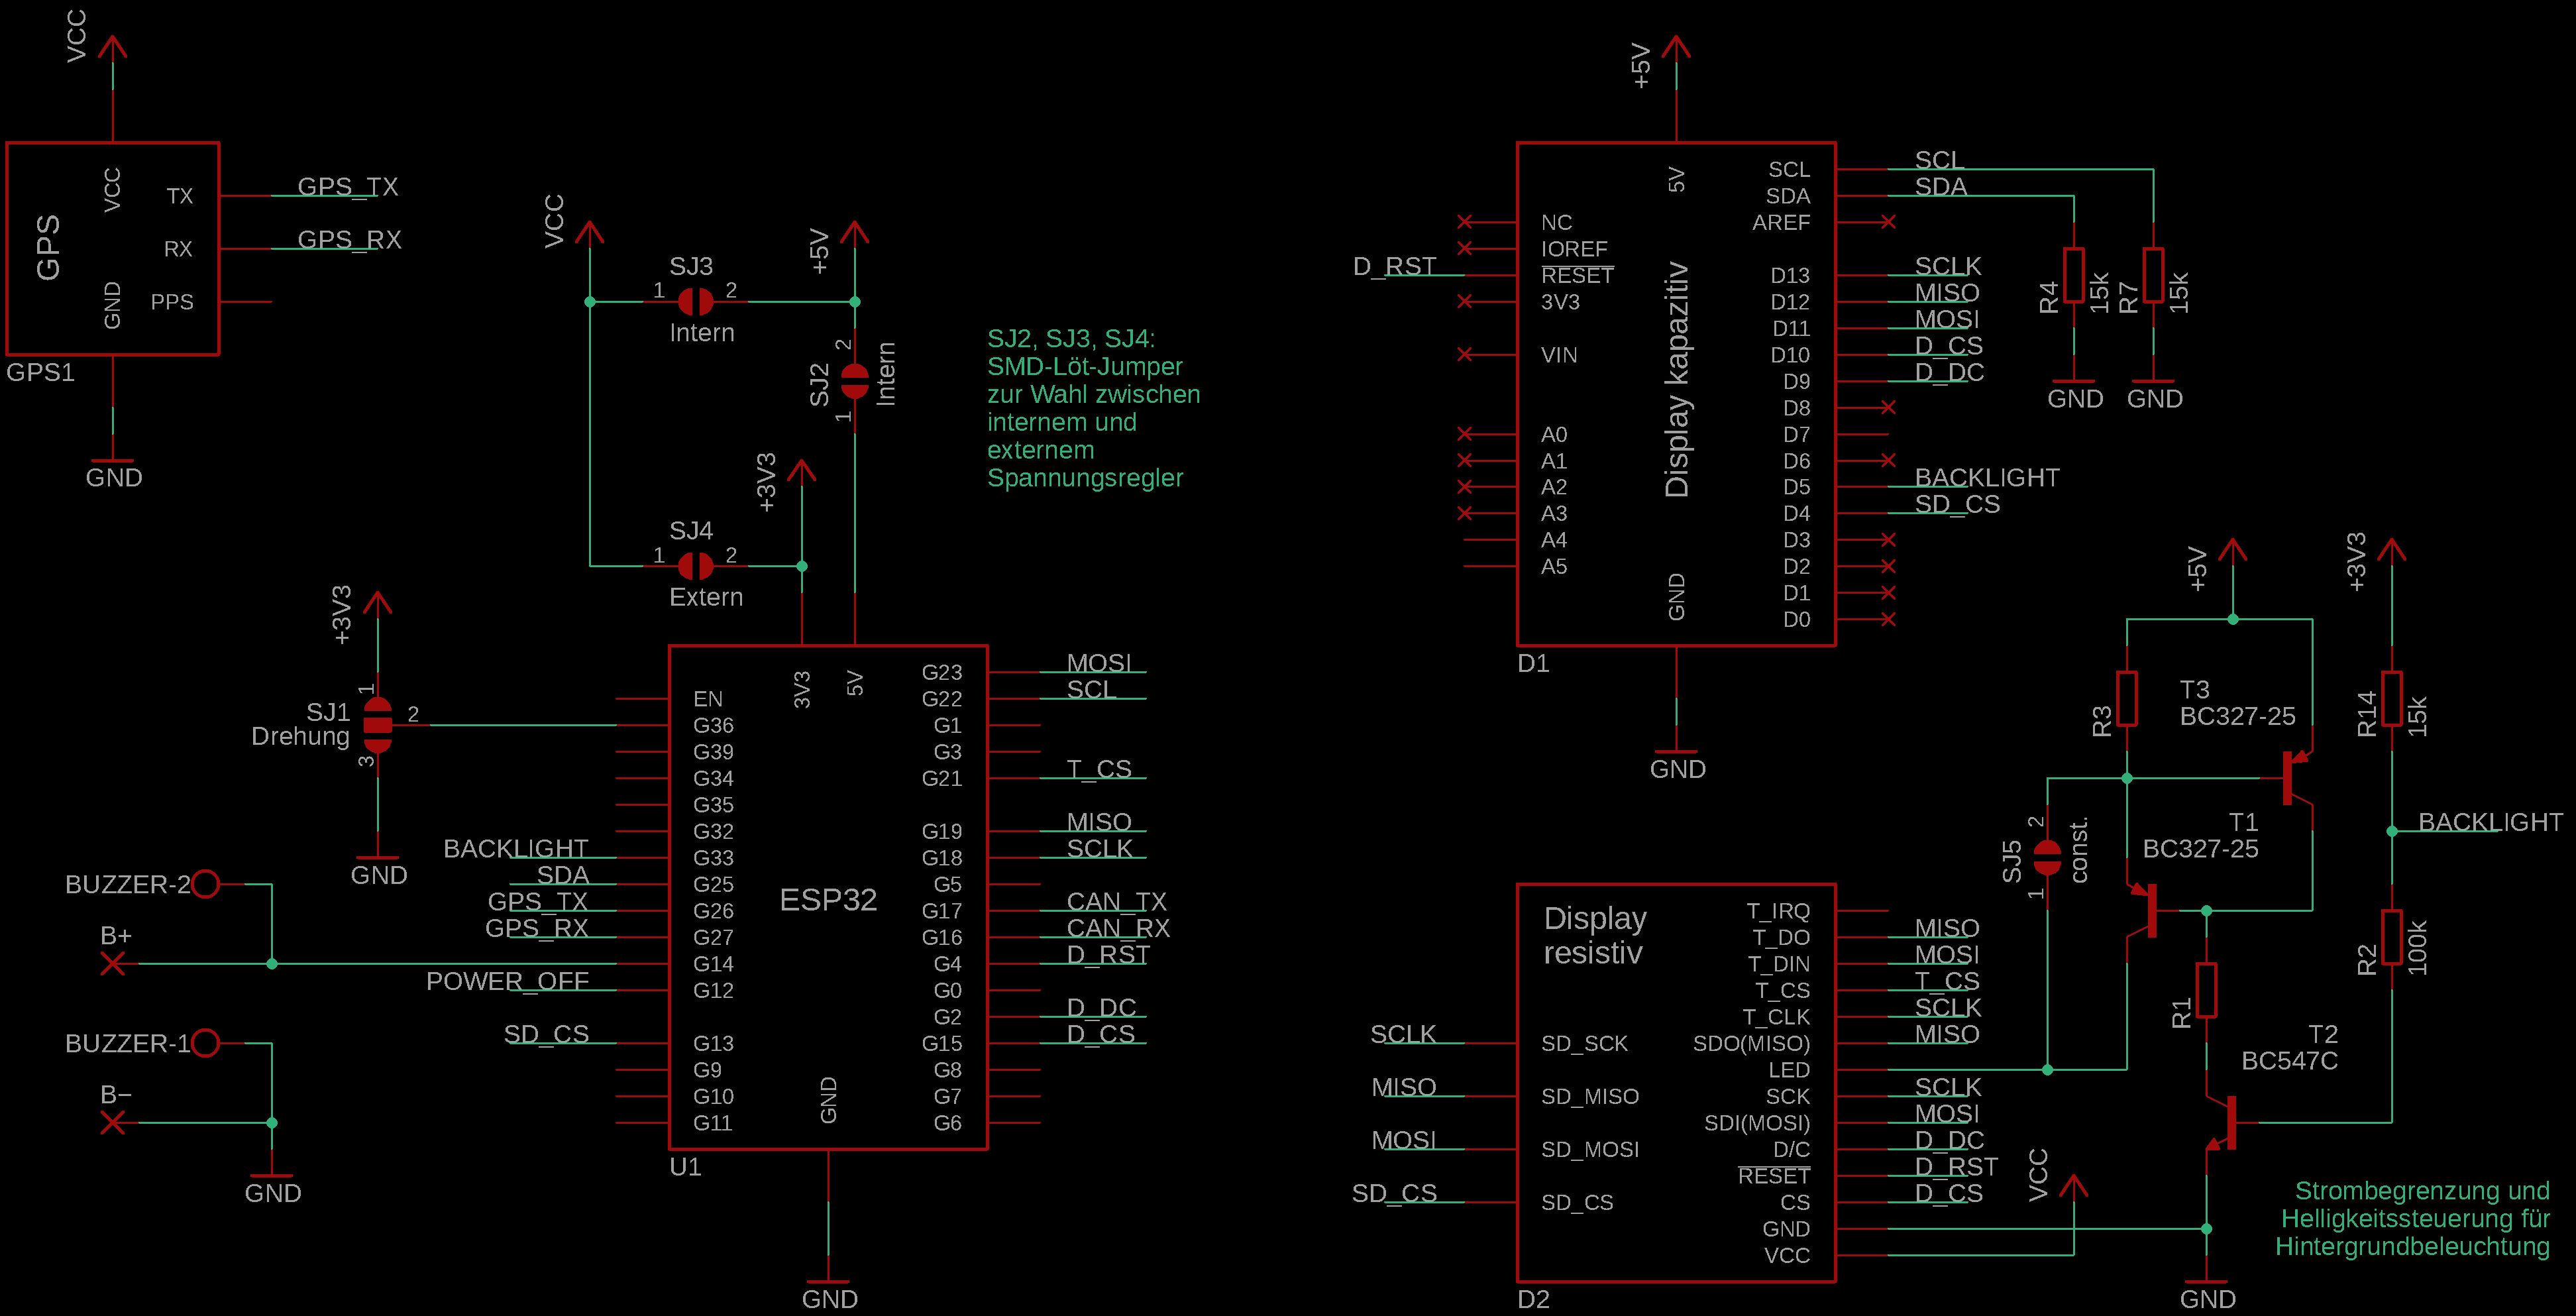 VCC
GPS
VCC
TX
RX
GND
PPS
GPS_TX
GPS_RX
GPS1
GND
VCC
+5V
SJ3
1
2
Intern
SJ2
2
1
Intern
+3V3
SJ4
1
2
Extern
SJ2, SJ3, SJ4:
SMD-Löt-Jumper
zur Wahl zwischen
internem und
externem
Spannungsregler
+3V3
SJ1
Drehung
1
2
3
GND
BUZZER-2
B+
BUZZER-1
B−
GND
BACKLIGHT
SDA
GPS_TX
GPS_RX
POWER_OFF
SD_CS
3V3
5V
EN
G36
G39
G34
G35
G32
G33
G25
G26
G27
G14
G12
G13
G9
G10
G11
ESP32
GND
G23
G22
G1
G3
G21
G19
G18
G5
G17
G16
G4
G0
G2
G15
G8
G7
G6
MOSI
SCL
T_CS
MISO
SCLK
CAN_TX
CAN_RX
D_RST
D_DC
D_CS
U1
GND
+5V
5V
D_RST
NC
IOREF
RESET
3V3
VIN
A0
A1
A2
A3
A4
A5
Display kapazitiv
GND
SCL
SDA
AREF
D13
D12
D11
D10
D9
D8
D7
D6
D5
D4
D3
D2
D1
D0
SCL
SDA
SCLK
MISO
MOSI
D_CS
D_DC
BACKLIGHT
SD_CS
R4
15k
R7
15k
GND
GND
D1
GND
Display
resistiv
SCLK
MISO
MOSI
SD_CS
SD_SCK
SD_MISO
SD_MOSI
SD_CS
T_IRQ
T_DO
T_DIN
T_CS
T_CLK
SDO(MISO)
LED
SCK
SDI(MOSI)
D/C
RESET
CS
GND
VCC
MISO
MOSI
T_CS
SCLK
MISO
SCLK
MOSI
D_DC
D_RST
D_CS
D2
VCC
+5V
+3V3
R3
T3
BC327-25
R14
15k
SJ5
2
1
const.
T1
BC327-25
BACKLIGHT
R1
R2
100k
T2
BC547C
GND
Strombegrenzung und
Helligkeitssteuerung für
Hintergrundbeleuchtung